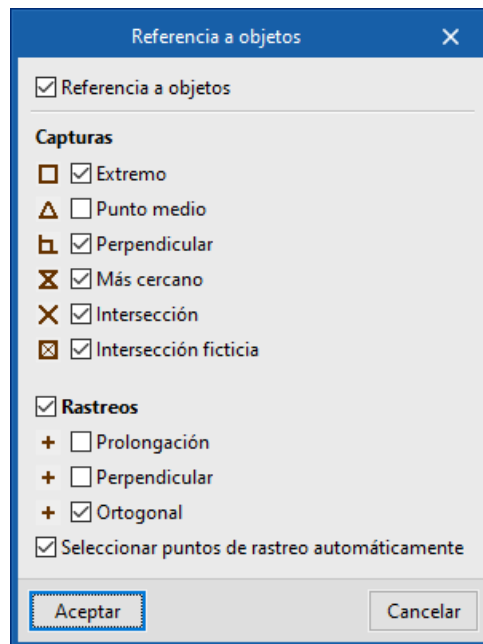 Referencia a objetos
Referencia a objetos
Capturas
Extremo
Punto medio
Perpendicular
Más cercano
Intersección
Intersección ficticia
Rastreos
Prolongación
Perpendicular
Ortogonal
Seleccionar puntos de rastreo automáticamente
Aceptar Cancelar